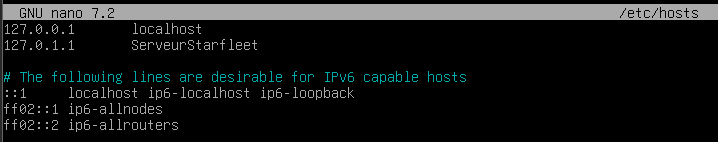 GNU nano 7.2 /etc/hosts
127.0.0.1 localhost
127.0.1.1 ServeurStarfleet
# The following lines are desirable for IPv6 capable hosts
::1 localhost ip6-localhost ip6-loopback
ff02::1 ip6-allnodes
ff02::2 ip6-allrouters